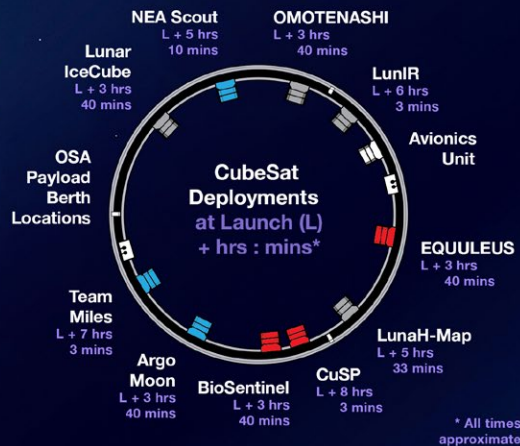 NEA Scout
L + 5 hrs
10 mins
OMOTENASHI
L + 3 hrs
40 mins
Lunar
IceCube
L + 3 hrs
40 mins
LunIR
L + 6 hrs
3 mins
Avionics
Unit
OSA
Payload
Berth
Locations
CubeSat
Deployments
at Launch (L)
+ hrs : mins*
EQUULEUS
L + 3 hrs
40 mins
Team
Miles
L + 7 hrs
3 mins
LunaH-Map
L + 5 hrs
33 mins
Argo
Moon
L + 3 hrs
40 mins
BioSentinel
L + 3 hrs
40 mins
CuSP
L + 8 hrs
3 mins
* All times
approximate